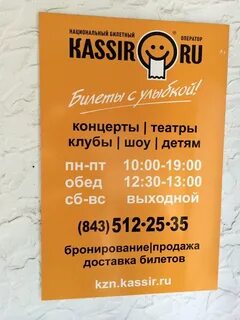 НАЦИОНАЛЬНЫЙ БИЛЕТНЫЙ ОПЕРАТОР
KASSIR.RU
Билеты с улыбкой!
концерты | театры
клубы | шоу | детям
пн-пт 10:00-19:00
обед 12:30-13:00
сб-вс выходной
(843) 512-25-35
бронирование|продажа
доставка билетов
kzn.kassir.ru